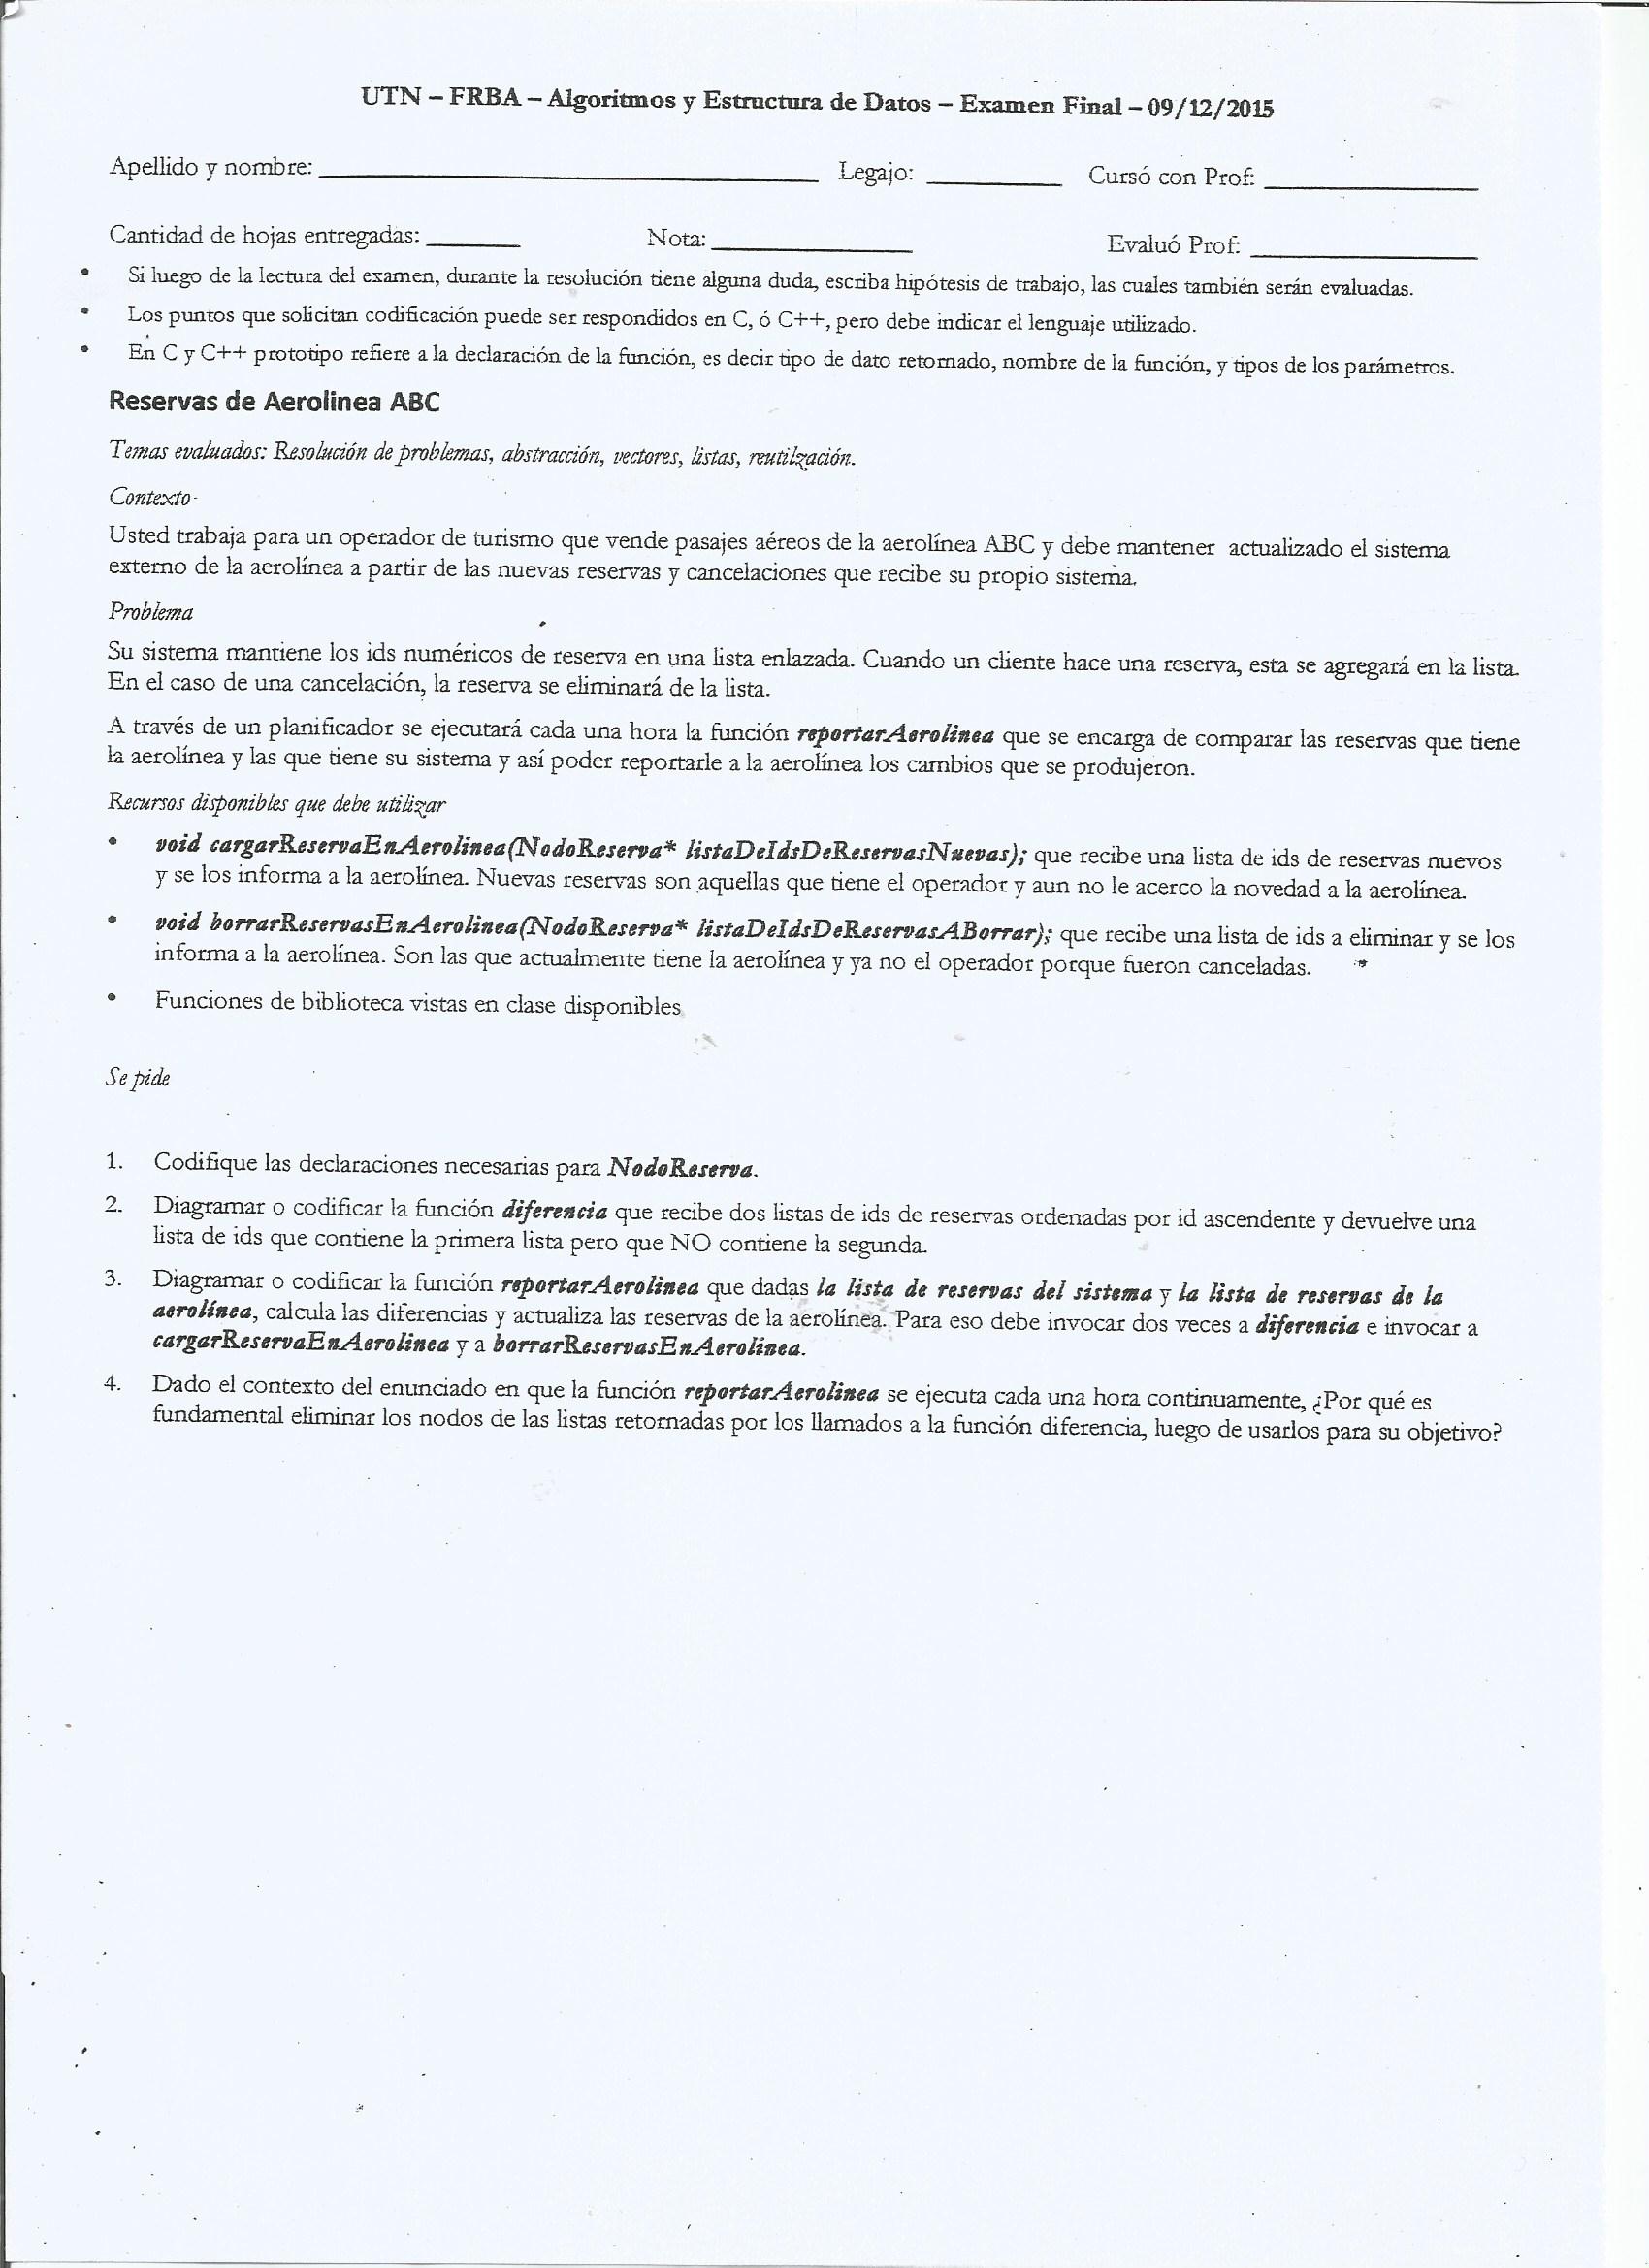 UTN – FRBA – Algoritmos y Estructura de Datos – Examen Final – 09/12/2015
Apellido y nombre: Legajo: Cursó con Prof:
Cantidad de hojas entregadas: Nota: Evaluó Prof:
• Si luego de la lectura del examen, durante la resolución tiene alguna duda, escriba hipótesis de trabajo, las cuales también serán evaluadas.
• Los puntos que solicitan codificación puede ser respondidos en C, ó C++, pero debe indicar el lenguaje utilizado.
• En C y C++ prototipo refiere a la declaración de la función, es decir tipo de dato retornado, nombre de la función, y tipos de los parámetros.
Reservas de Aerolinea ABC
Temas evaluados: Resolución de problemas, abstracción, vectores, listas, reutilzación.
Contexto
Usted trabaja para un operador de turismo que vende pasajes aéreos de la aerolínea ABC y debe mantener actualizado el sistema
externo de la aerolínea a partir de las nuevas reservas y cancelaciones que recibe su propio sistema.
Problema
Su sistema mantiene los ids numéricos de reserva en una lista enlazada. Cuando un cliente hace una reserva, esta se agregará en la lista.
En el caso de una cancelación, la reserva se eliminará de la lista.
A través de un planificador se ejecutará cada una hora la función reportarAerolinea que se encarga de comparar las reservas que tiene
la aerolínea y las que tiene su sistema y así poder reportarle a la aerolínea los cambios que se produjeron.
Recursos disponibles que debe utilizar
• void cargarReservaEnAerolinea(NodoReserva* listaDeIdsDeReservasNuevas); que recibe una lista de ids de reservas nuevos
y se los informa a la aerolínea. Nuevas reservas son aquellas que tiene el operador y aun no le acerco la novedad a la aerolínea.
• void borrarReservasEnAerolinea(NodoReserva* listaDeIdsDeReservasABorrar); que recibe una lista de ids a eliminar y se los
informa a la aerolínea. Son las que actualmente tiene la aerolínea y ya no el operador porque fueron canceladas.
• Funciones de biblioteca vistas en clase disponibles
Se pide
1. Codifique las declaraciones necesarias para NodoReserva.
2. Diagramar o codificar la función diferencia que recibe dos listas de ids de reservas ordenadas por id ascendente y devuelve una
lista de ids que contiene la primera lista pero que NO contiene la segunda.
3. Diagramar o codificar la función reportarAerolinea que dadas la lista de reservas del sistema y la lista de reservas de la
aerolínea, calcula las diferencias y actualiza las reservas de la aerolínea. Para eso debe invocar dos veces a diferencia e invocar a
cargarReservaEnAerolinea y a borrarReservasEnAerolinea.
4. Dado el contexto del enunciado en que la función reportarAerolinea se ejecuta cada una hora continuamente, ¿Por qué es
fundamental eliminar los nodos de las listas retornadas por los llamados a la función diferencia, luego de usarlos para su objetivo?